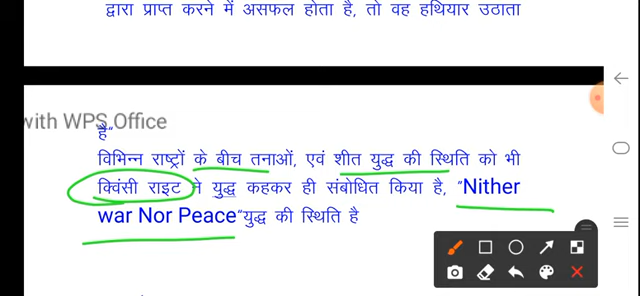 द्वारा प्राप्त करने में असफल होता है, तो वह हथियार उठाता
with WPS Office
है"
विभिन्न राष्ट्रों के बीच तनाओं, एवं शीत युद्ध की स्थिति को भी
क्विंसी राइट ने युद्ध कहकर ही संबोधित किया है, "Nither
war Nor Peace"युद्ध की स्थिति है